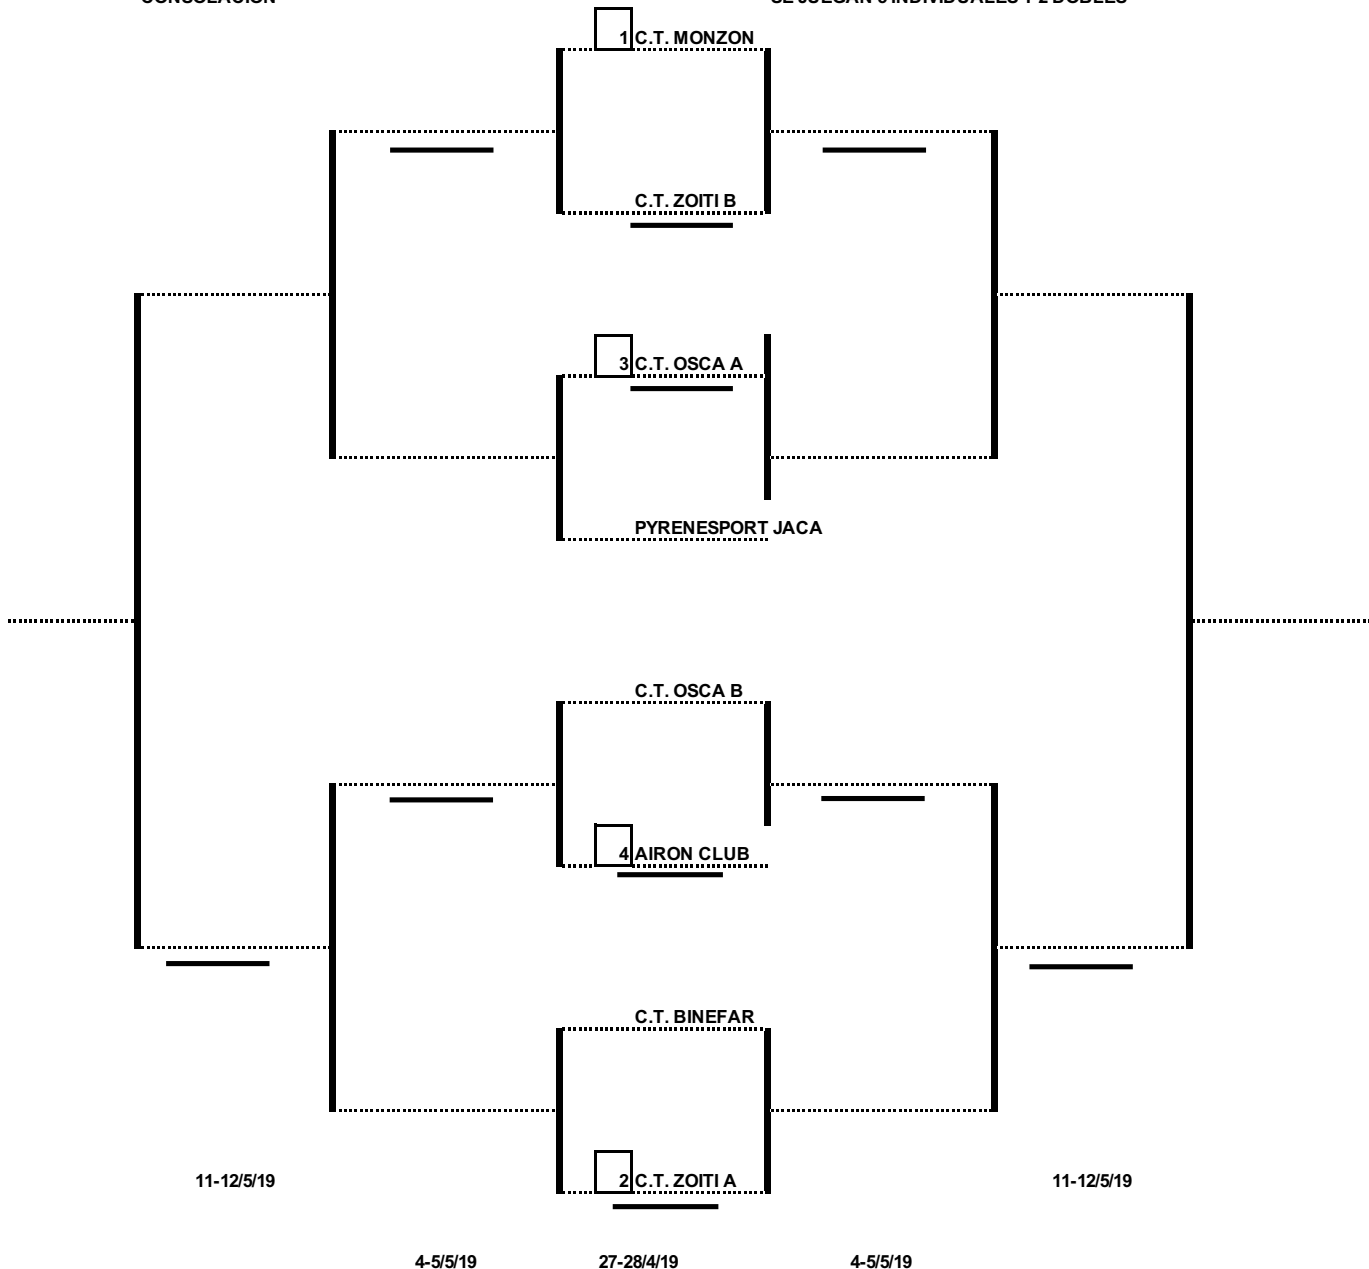 1 C.T. MONZON
C.T. ZOITI B
3 C.T. OSCA A
PYRENESPORT JACA
C.T. OSCA B
4 AIRON CLUB
C.T. BINEFAR
11-12/5/19
2 C.T. ZOITI A
11-12/5/19
4-5/5/19
27-28/4/19
4-5/5/19